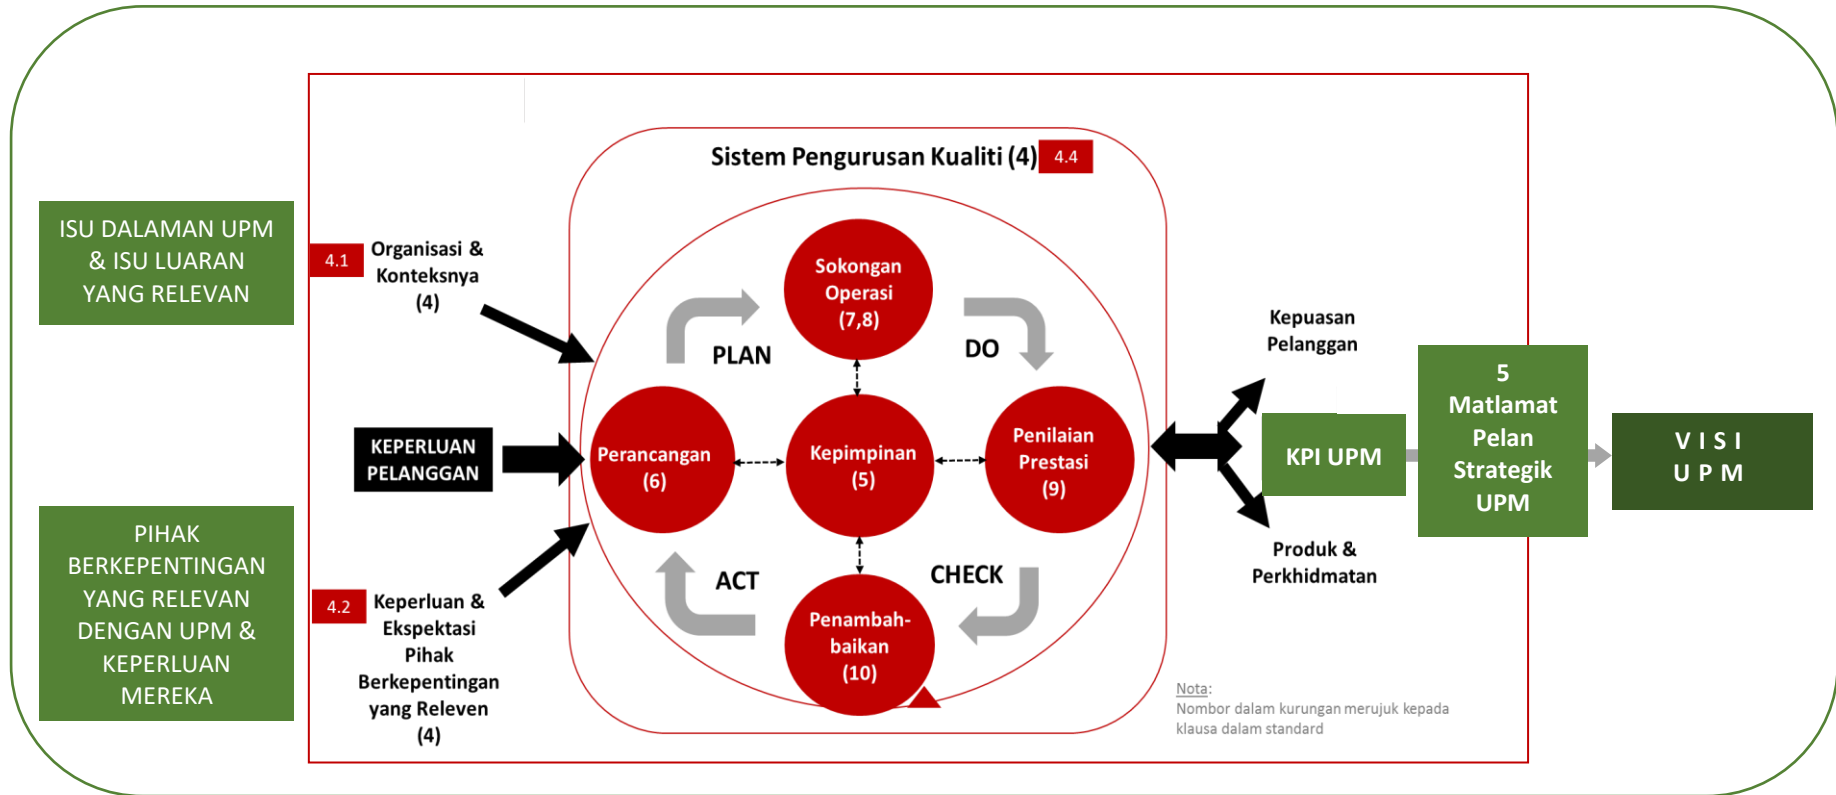 Sistem Pengurusan Kualiti (4)
4.4
ISU DALAMAN UPM
& ISU LUARAN
YANG RELEVAN
4.1
Organisasi &
Konteksnya
(4)
KEPERLUAN
PELANGGAN
PIHAK
BERKEPENTINGAN
YANG RELEVAN
DENGAN UPM &
KEPERLUAN
MEREKA
4.2
Keperluan &
Ekspektasi
Pihak
Berkepentingan
yang Releven
(4)
Sokongan
Operasi
(7,8)
PLAN
DO
Perancangan
(6)
Kepimpinan
(5)
Penilaian
Prestasi
(9)
ACT
CHECK
Penambah-
baikan
(10)
Kepuasan
Pelanggan
KPI UPM
Produk &
Perkhidmatan
5
Matlamat
Pelan
Strategik
UPM
V I S I
U P M
Nota:
Nombor dalam kurungan merujuk kepada
klausa dalam standard